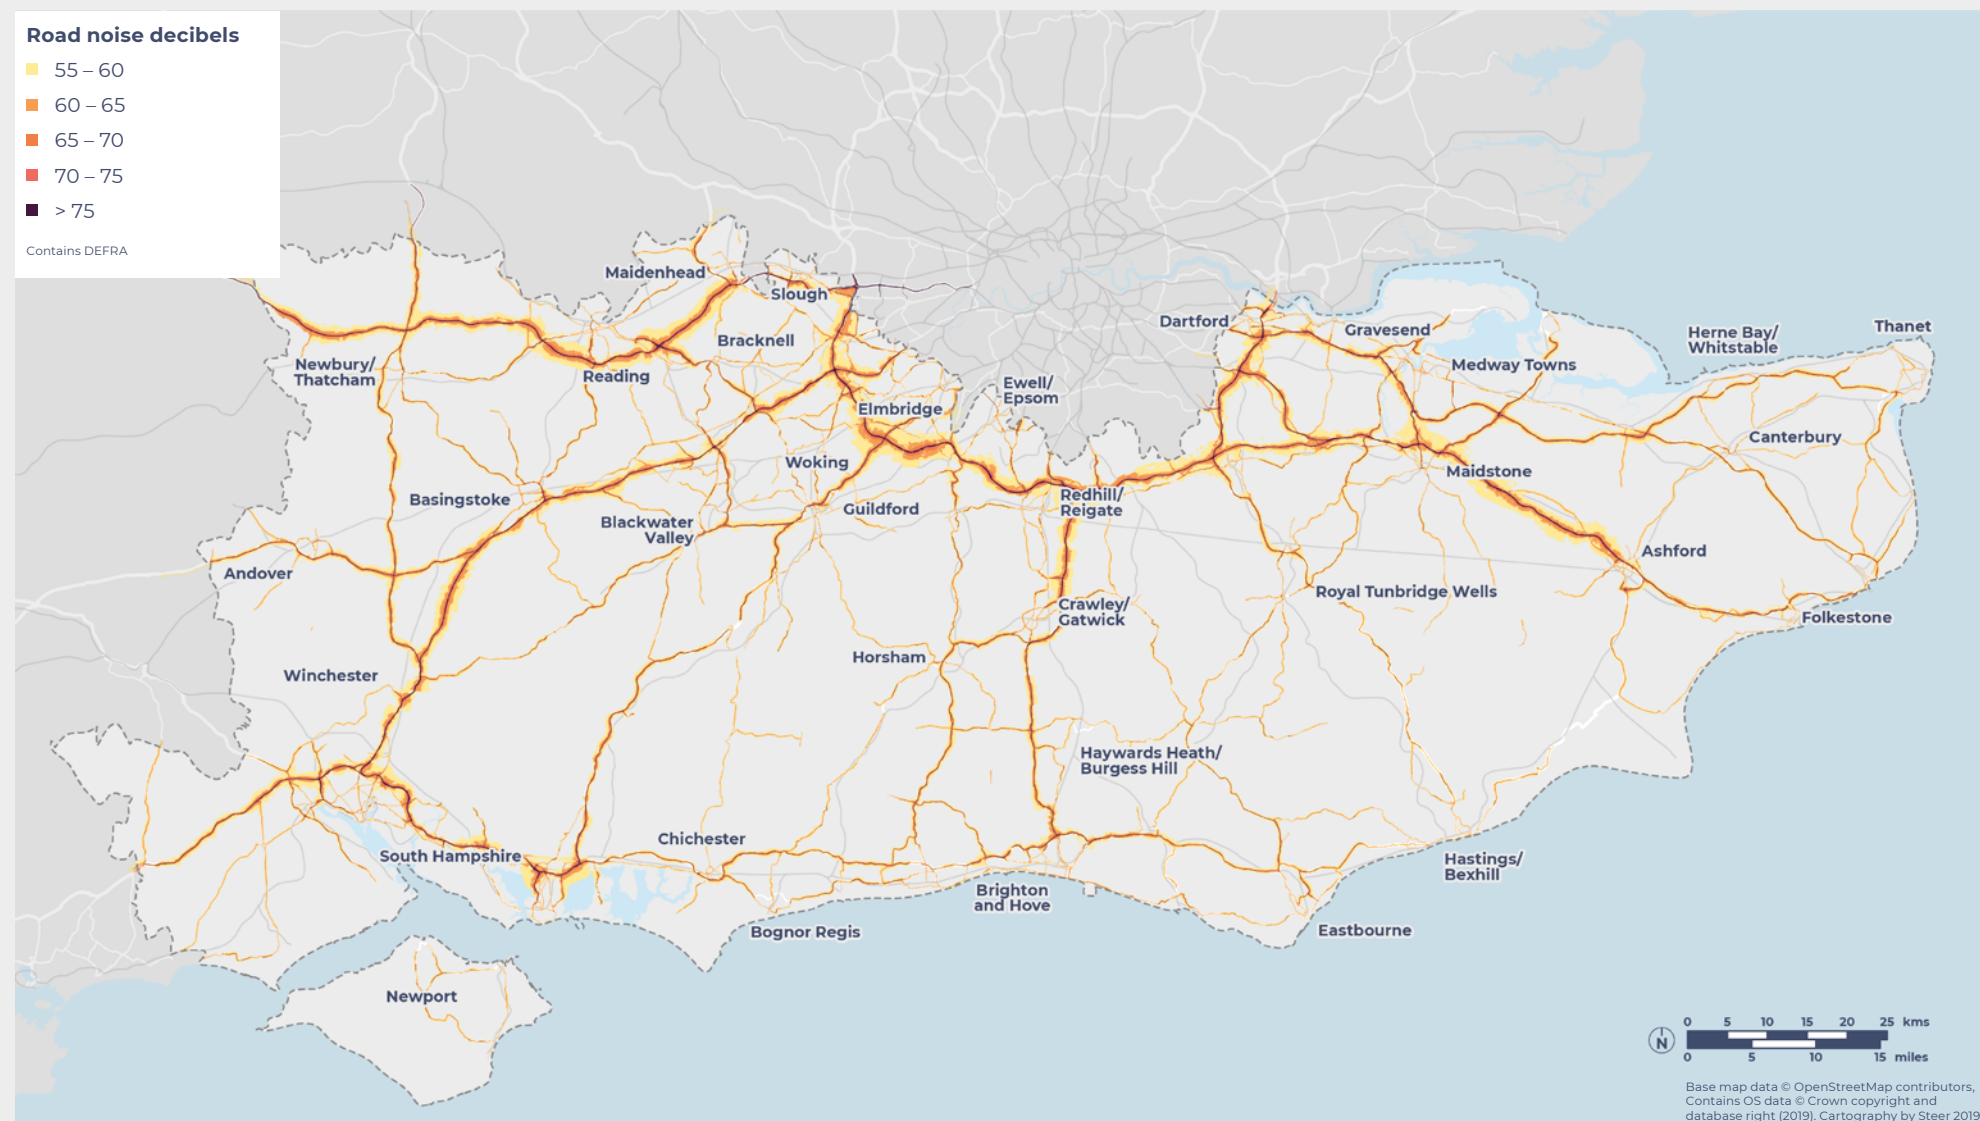 Road noise decibels
55 – 60
60 – 65
65 – 70
70 – 75
> 75
Contains DEFRA
Maidenhead
Slough
Dartford
Gravesend
Herne Bay/
Whitstable
Thanet
Newbury/
Thatcham
Bracknell
Reading
Medway Towns
Ewell/
Epsom
Elmbridge
Canterbury
Woking
Maidstone
Basingstoke
Guildford
Redhill/
Reigate
Blackwater
Valley
Ashford
Andover
Royal Tunbridge Wells
Crawley/
Gatwick
Folkestone
Horsham
Winchester
Haywards Heath/
Burgess Hill
Chichester
South Hampshire
Hastings/
Bexhill
Brighton
and Hove
Bognor Regis
Eastbourne
Newport
0 5 10 15 20 25 kms
N
0 5 10 15 miles
Base map data © OpenStreetMap contributors,
Contains OS data © Crown copyright and
database right (2019). Cartography by Steer 2019